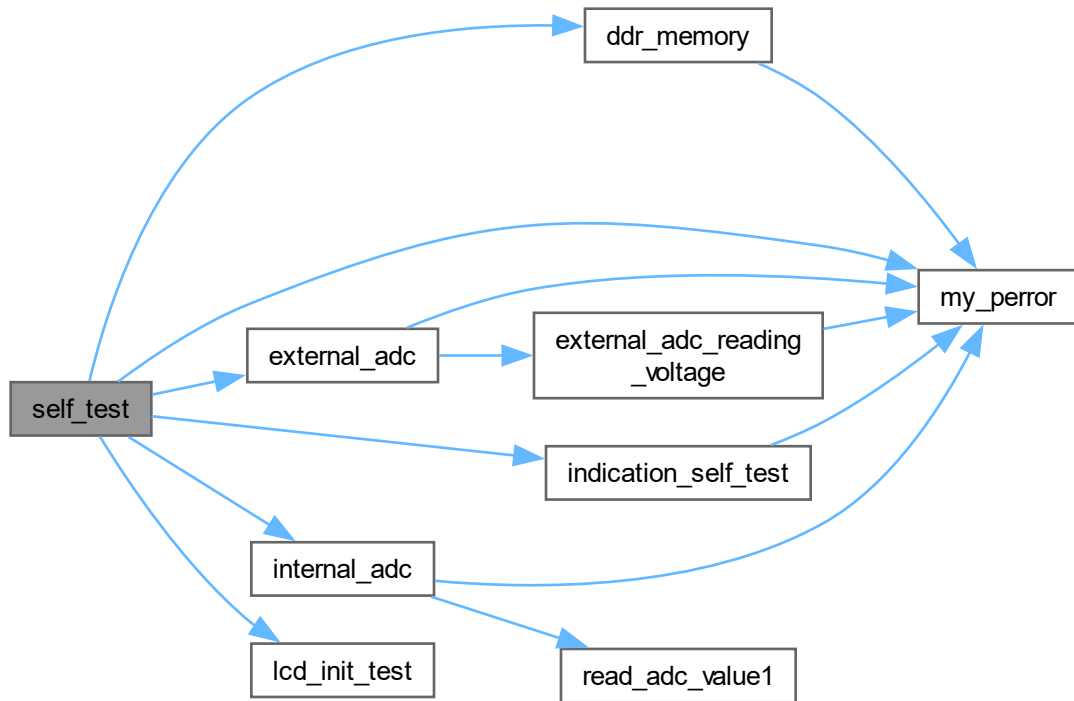 ddr_memory
my_perror
external_adc
external_adc_reading
_voltage
self_test
indication_self_test
internal_adc
lcd_init_test
read_adc_value1